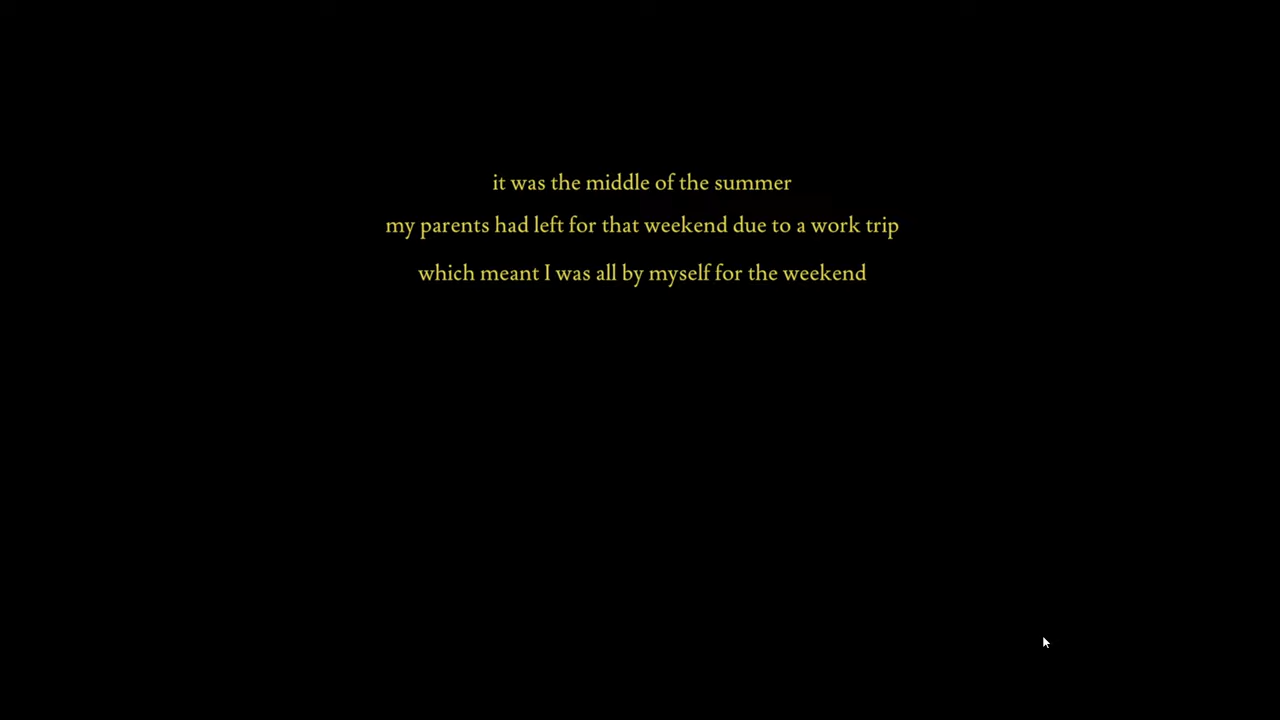 it was the middle of the summer
my parents had left for that weekend due to a work trip
which meant I was all by myself for the weekend